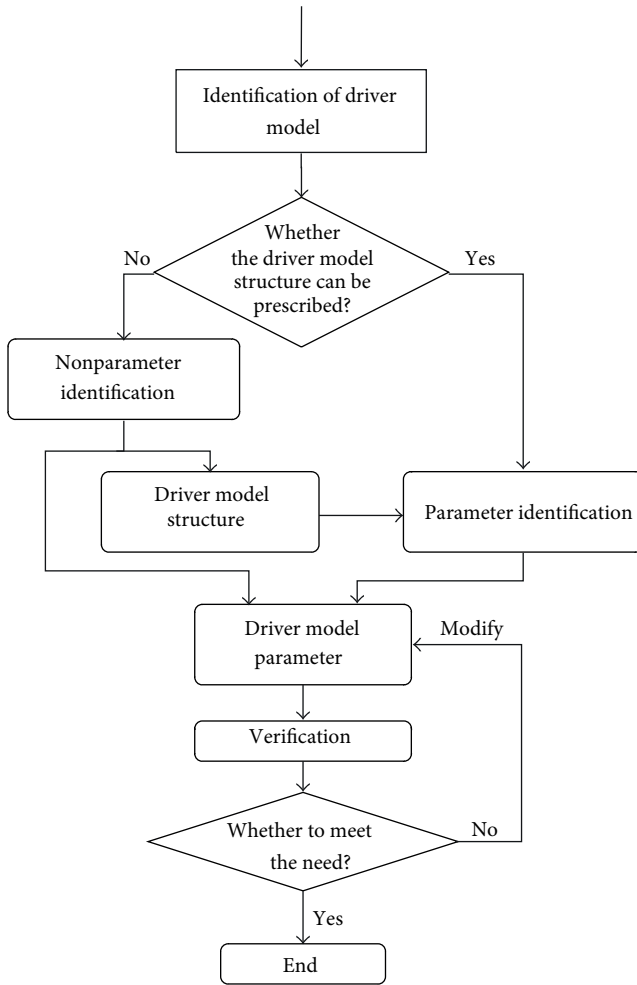 Identification of driver
model
Whether
the driver model
structure can be
prescribed?
No
Yes
Nonparameter
identification
Driver model
structure
Parameter identification
Driver model
parameter
Modify
Verification
Whether to meet
the need?
No
Yes
End